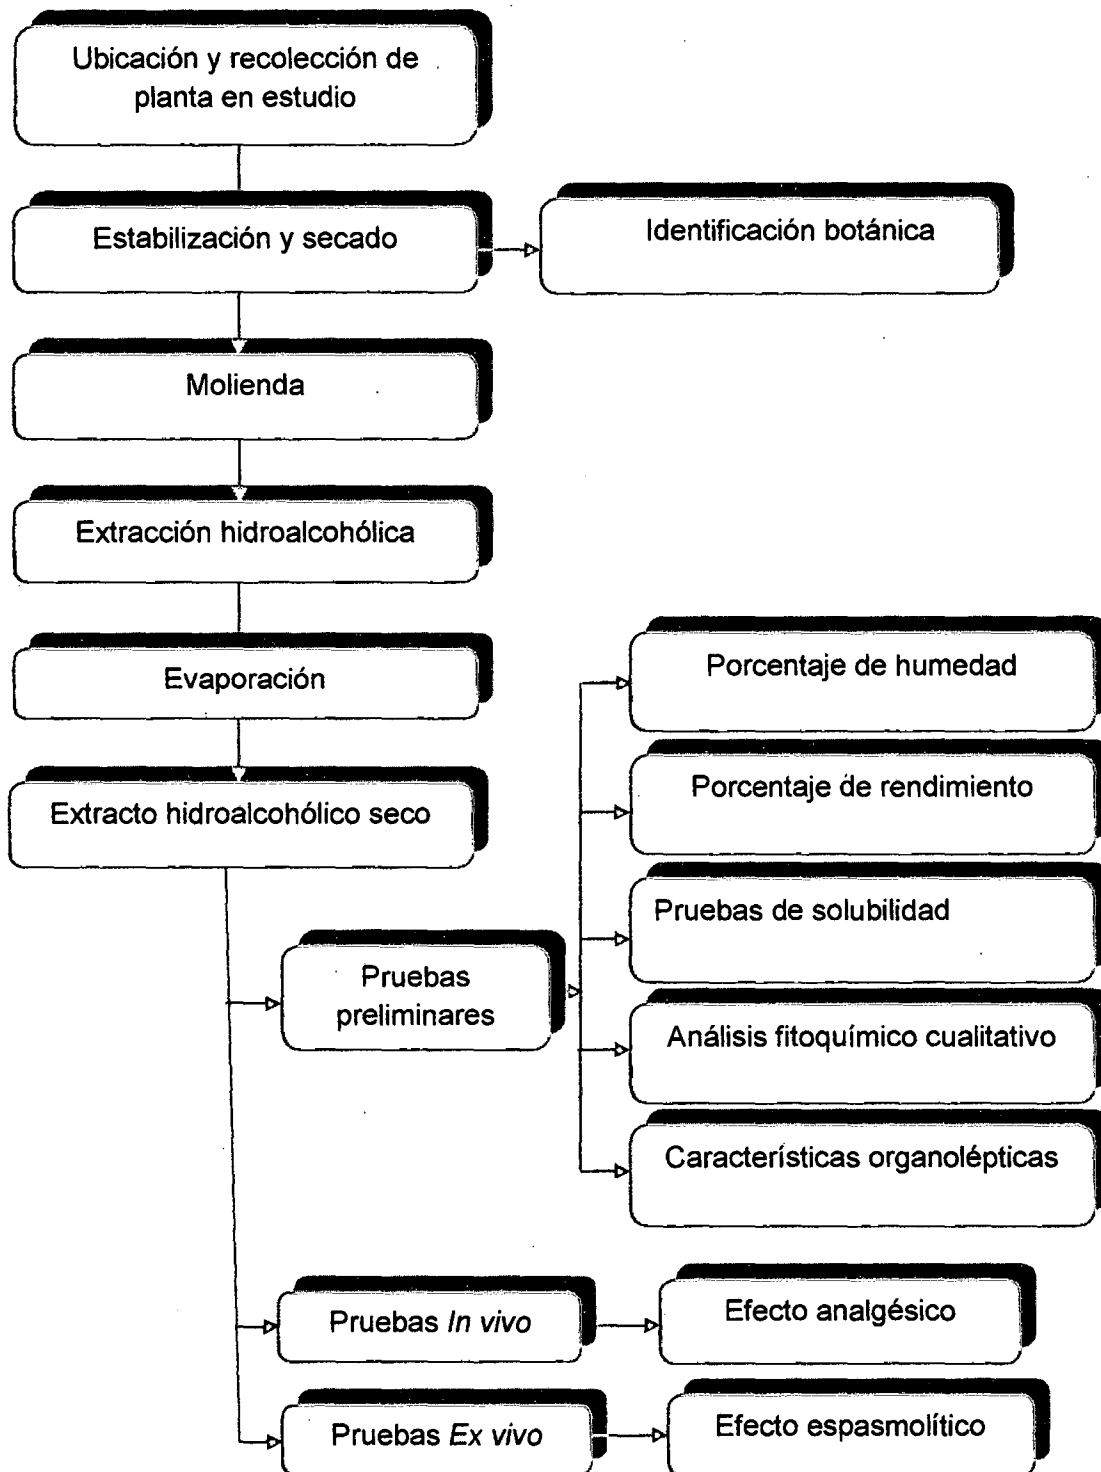 Ubicación y recolección de
planta en estudio
Estabilización y secado
Identificación botánica
Molienda
Extracción hidroalcohólica
Evaporación
Extracto hidroalcohólico seco
Pruebas
preliminares
Porcentaje de humedad
Porcentaje de rendimiento
Pruebas de solubilidad
Análisis fitoquímico cualitativo
Características organolépticas
Pruebas In vivo
Efecto analgésico
Pruebas Ex vivo
Efecto espasmolítico